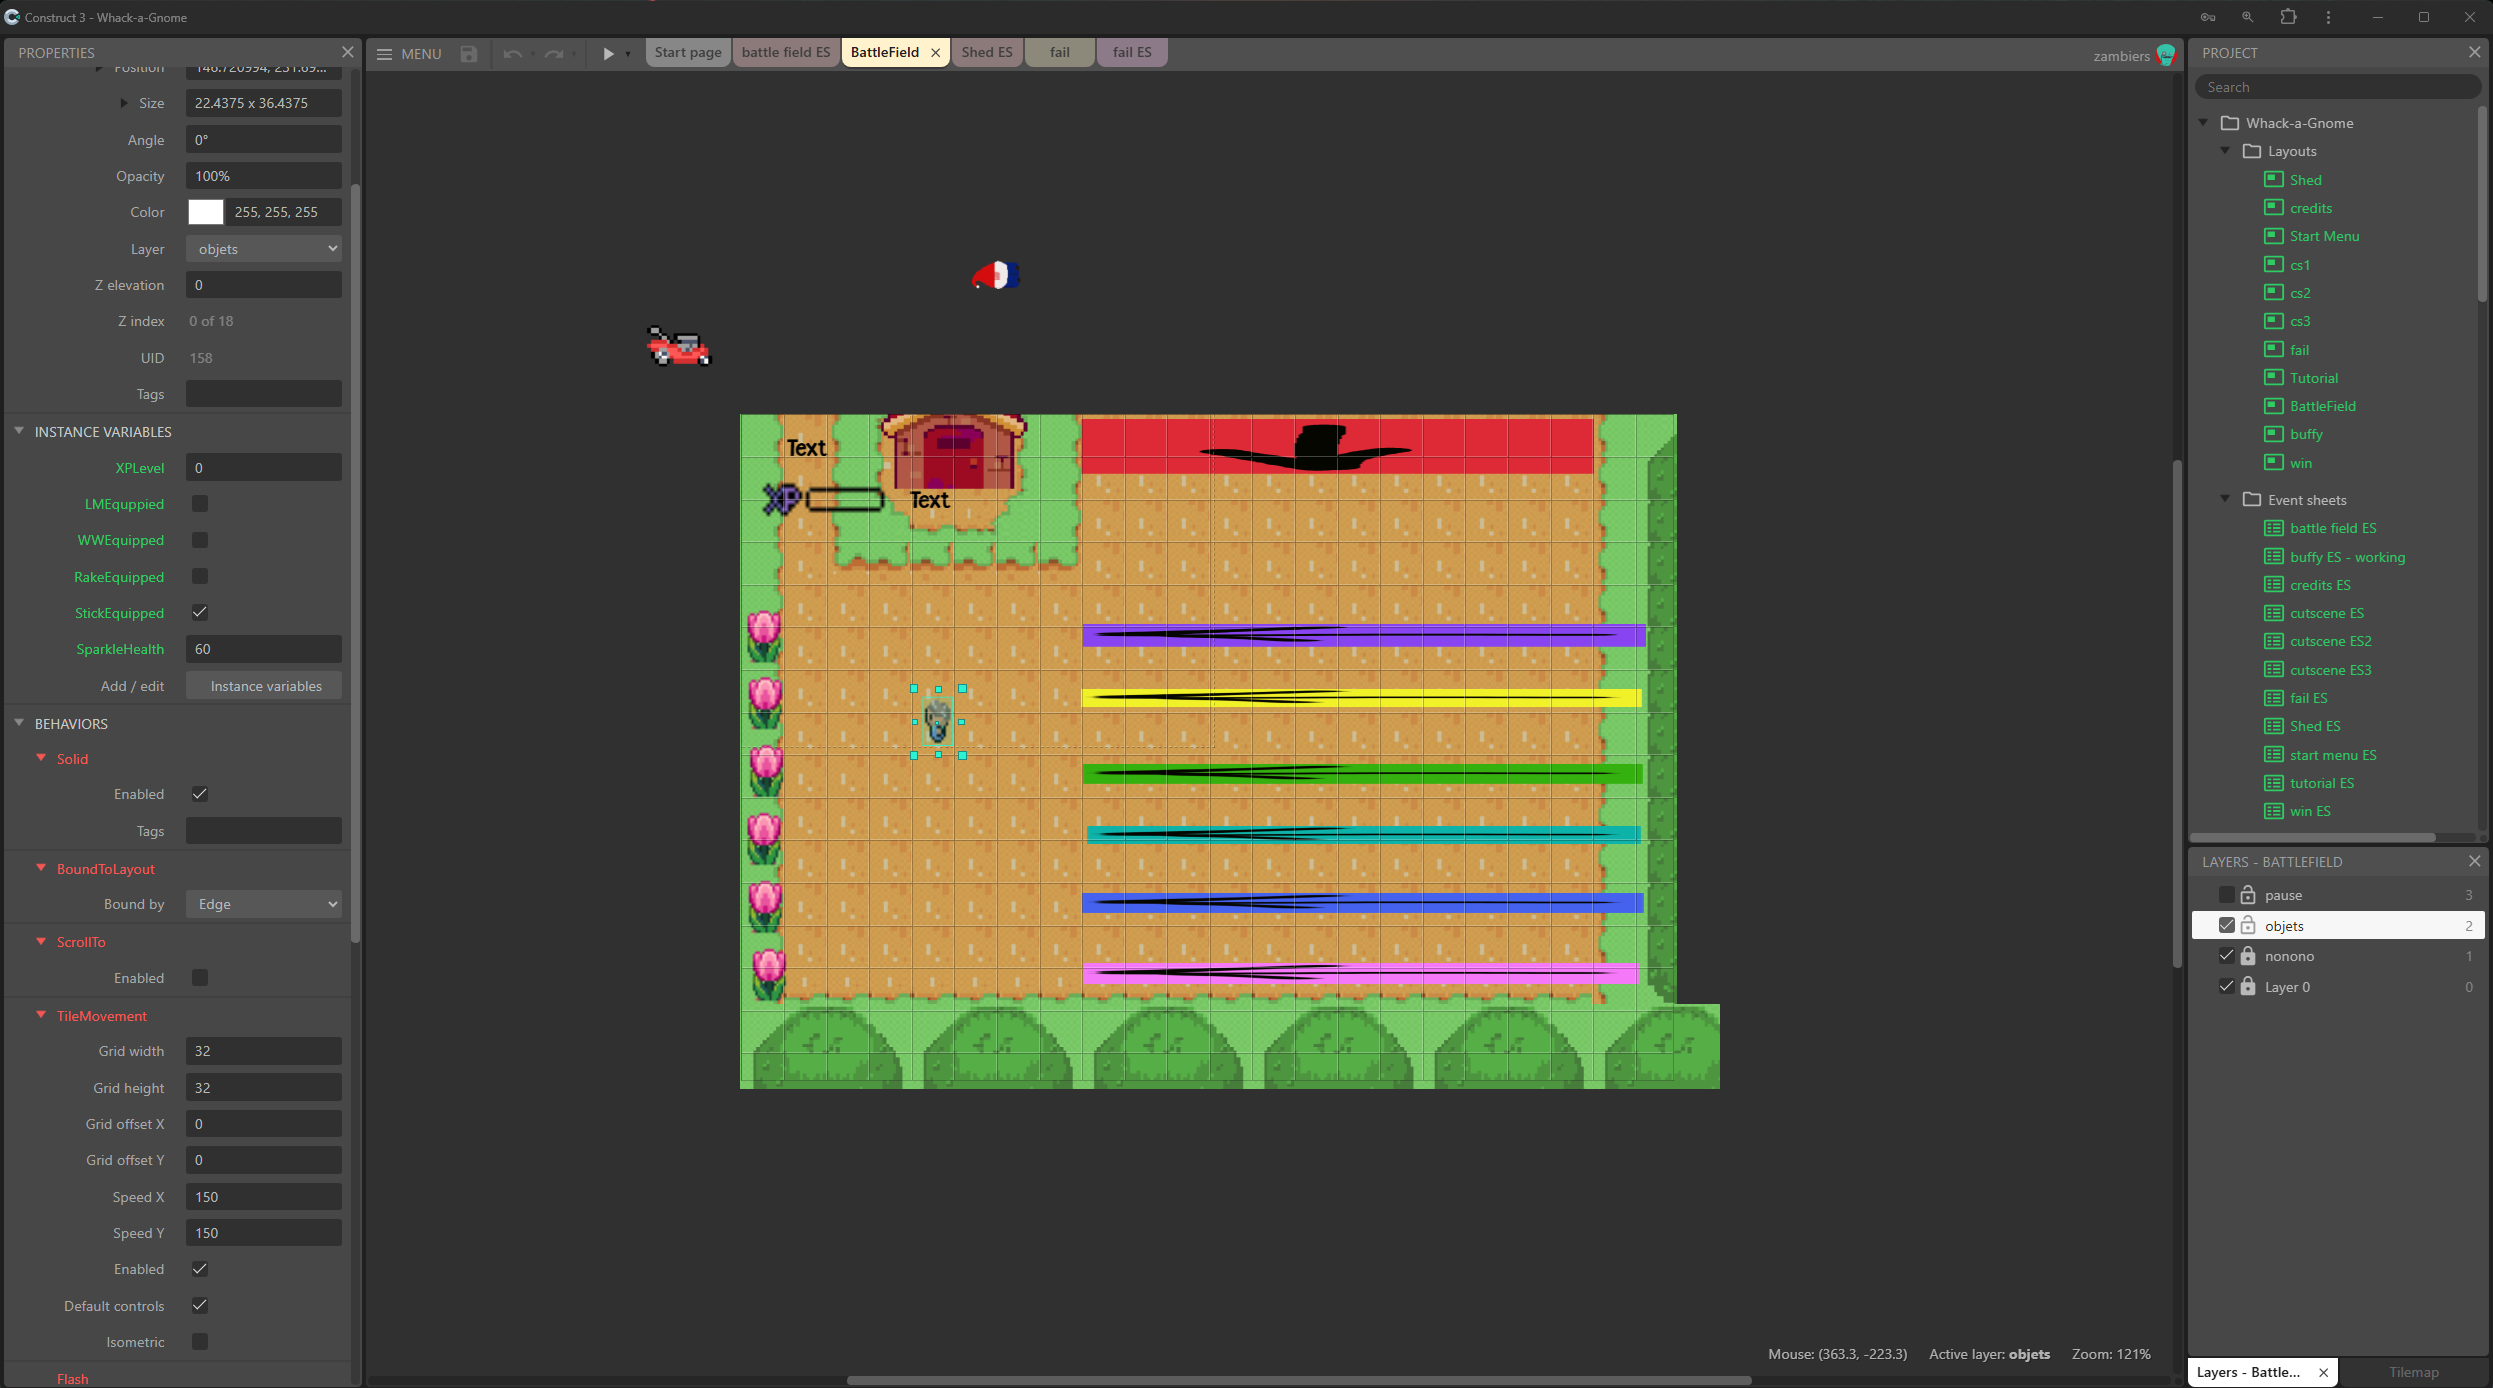 Construct 3 - Whack-a-Gnome
PROPERTIES
Position 146.720994, 231.69...
Size 22.4375 x 36.4375
Angle 0°
Opacity 100%
Color 255, 255, 255
Layer objets
Z elevation 0
Z index 0 of 18
UID 158
Tags
INSTANCE VARIABLES
XPLevel 0
LMEquppied
WWEquipped
RakeEquipped
StickEquipped
SparkleHealth 60
Add / edit Instance variables
BEHAVIORS
Solid
Enabled
Tags
BoundToLayout
Bound by Edge
ScrollTo
Enabled
TileMovement
Grid width 32
Grid height 32
Grid offset X 0
Grid offset Y 0
Speed X 150
Speed Y 150
Enabled
Default controls
Isometric
Flash
MENU
Start page
battle field ES
BattleField
Shed ES
fail
fail ES
zambiers
Text
XP
Text
Mouse: (363.3, -223.3) Active layer: objets Zoom: 121%
PROJECT
Search
Whack-a-Gnome
Layouts
Shed
credits
Start Menu
cs1
cs2
cs3
fail
Tutorial
BattleField
buffy
win
Event sheets
battle field ES
buffy ES - working
credits ES
cutscene ES
cutscene ES2
cutscene ES3
fail ES
Shed ES
start menu ES
tutorial ES
win ES
LAYERS - BATTLEFIELD
pause 3
objets 2
nonono 1
Layer 0 0
Layers - Battle...
Tilemap